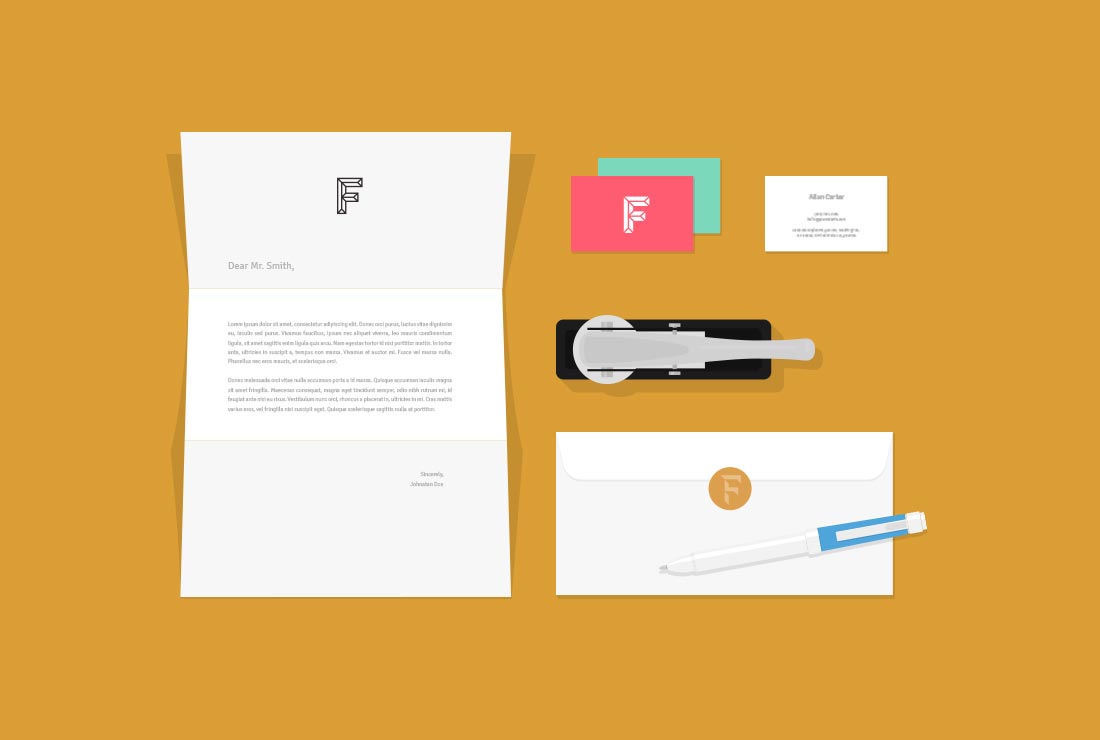 F
Dear Mr. Smith,
Lorem ipsum dolor sit amet, consectetur adipiscing elit. Donec orci purus, luctus vitae dignissim
eu, iaculis sed purus. Vivamus faucibus, ipsum nec aliquet viverra, leo mauris condimentum
ligula, sit amet sagittis enim ligula quis arcu. Nam egestas tortor id nisl porttitor mattis. In tortor
ante, ultricies in suscipit a, tempus non massa. Vivamus et auctor mi. Fusce vel massa nulla.
Phasellus nec eros mauris, et scelerisque orci.
Donec malesuada orci vitae nulla accumsan porta a id massa. Quisque accumsan iaculis magna
sit amet fringilla. Maecenas consequat, magna eget tincidunt semper, odio nibh rutrum mi, id
feugiat ante nisl eu risus. Vestibulum nunc orci, rhoncus a placerat in, ultricies in mi. Cras mattis
varius eros, vel fringilla nisl suscipit eget. Quisque scelerisque sagittis nulla at porttitor.
Sincerely,
Johnatan Doe
F
Allan Carter
F